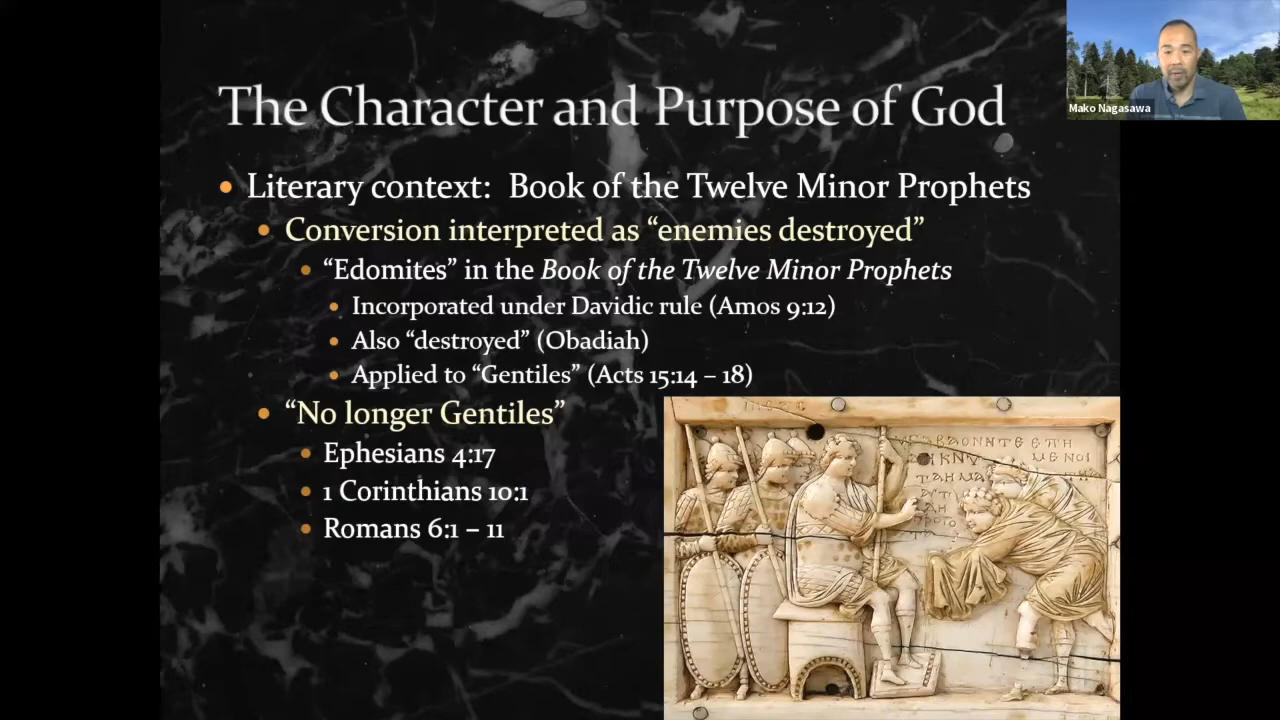 The Character and Purpose of God
Mako Nagasawa
• Literary context: Book of the Twelve Minor Prophets
• Conversion interpreted as “enemies destroyed”
• “Edomites” in the Book of the Twelve Minor Prophets
• Incorporated under Davidic rule (Amos 9:12)
• Also “destroyed” (Obadiah)
• Applied to “Gentiles” (Acts 15:14 – 18)
• “No longer Gentiles”
• Ephesians 4:17
• 1 Corinthians 10:1
• Romans 6:1 – 11